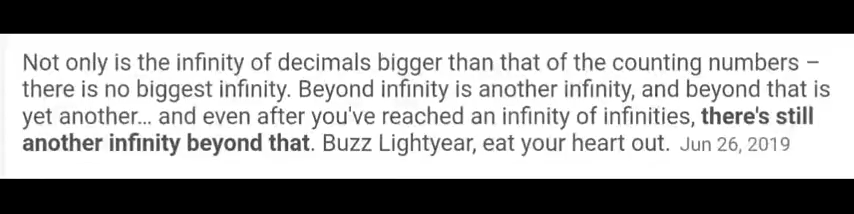 Not only is the infinity of decimals bigger than that of the counting numbers –
there is no biggest infinity. Beyond infinity is another infinity, and beyond that is
yet another... and even after you've reached an infinity of infinities, there's still
another infinity beyond that. Buzz Lightyear, eat your heart out. Jun 26, 2019